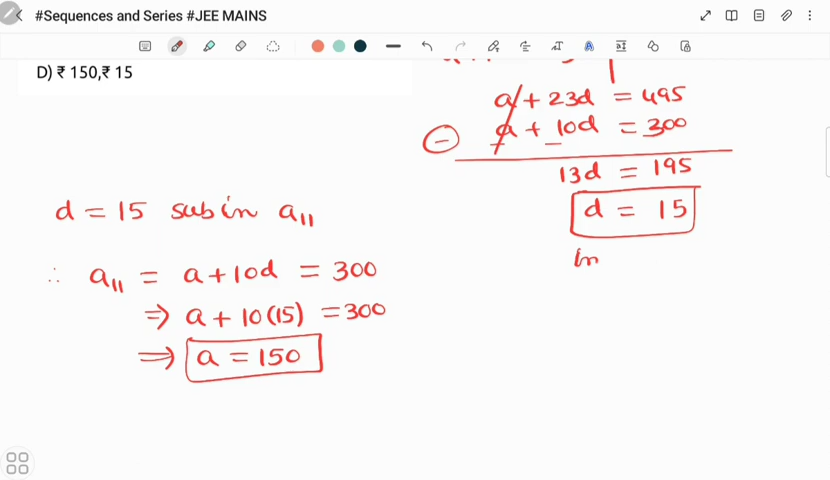 #Sequences and Series #JEE MAINS
D) ₹ 150,₹ 15
a + 23d = 495
a + 10d = 300
13d = 195
d = 15
In
d = 15 sub in a₁₁
∴ a₁₁ = a + 10d = 300
⇒ a + 10(15) = 300
⇒ a = 150